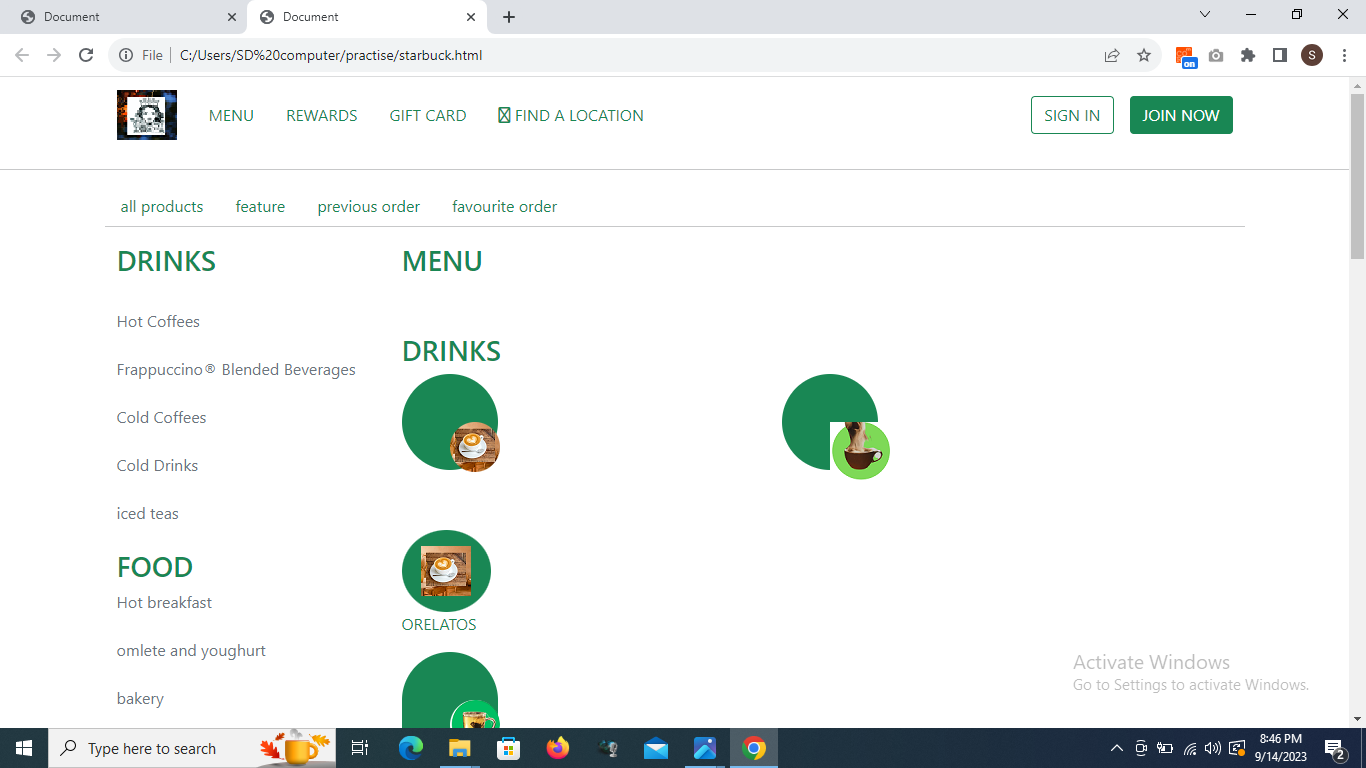 Document
Document
File
C:/Users/SD%20computer/practise/starbuck.html
on
S
MENU
REWARDS
GIFT CARD
FIND A LOCATION
SIGN IN
JOIN NOW
all products
feature
previous order
favourite order
DRINKS
Hot Coffees
Frappuccino® Blended Beverages
Cold Coffees
Cold Drinks
iced teas
FOOD
Hot breakfast
omlete and youghurt
bakery
MENU
DRINKS
ORELATOS
Activate Windows
Go to Settings to activate Windows.
Type here to search
8:46 PM
9/14/2023
2